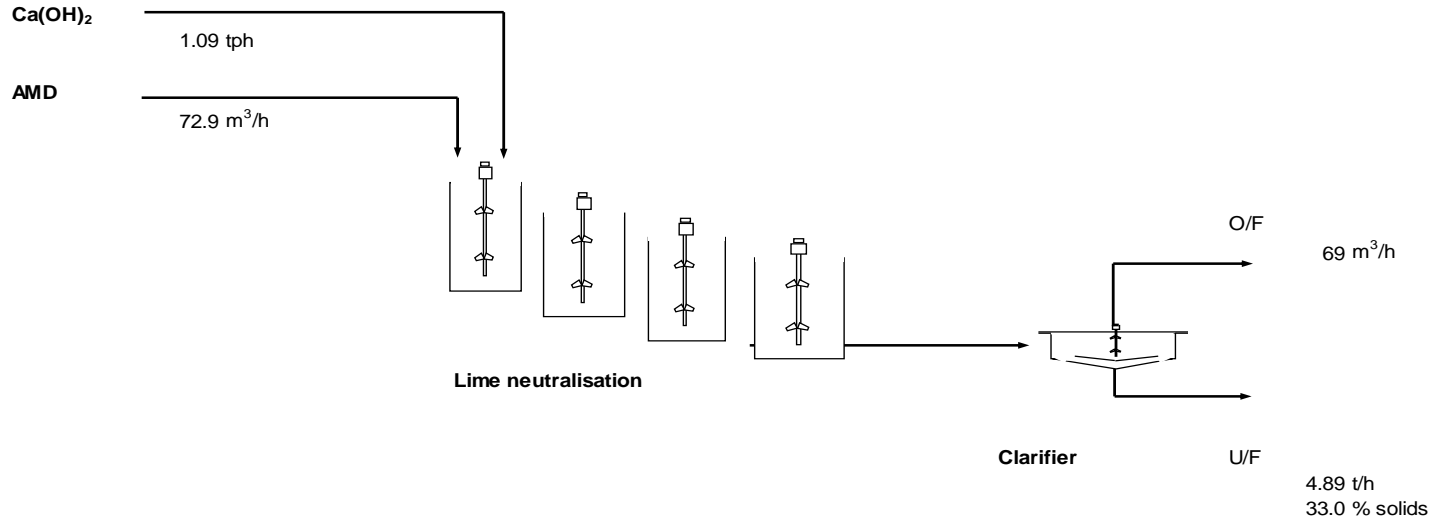 Ca(OH)₂
1.09 tph
AMD
72.9 m³/h
O/F
69 m³/h
Lime neutralisation
Clarifier
U/F
4.89 t/h
33.0 % solids